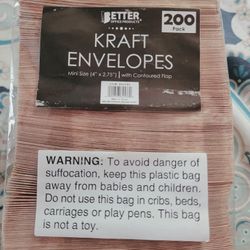 BETTER
OFFICE PRODUCTS
200
Pack
KRAFT
ENVELOPES
Mini Size (4" x 2.75") | with Contoured Flap
WARNING: To avoid danger of
suffocation, keep this plastic bag
away from babies and children.
Do not use this bag in cribs, beds,
carriages or play pens. This bag
is not a toy.